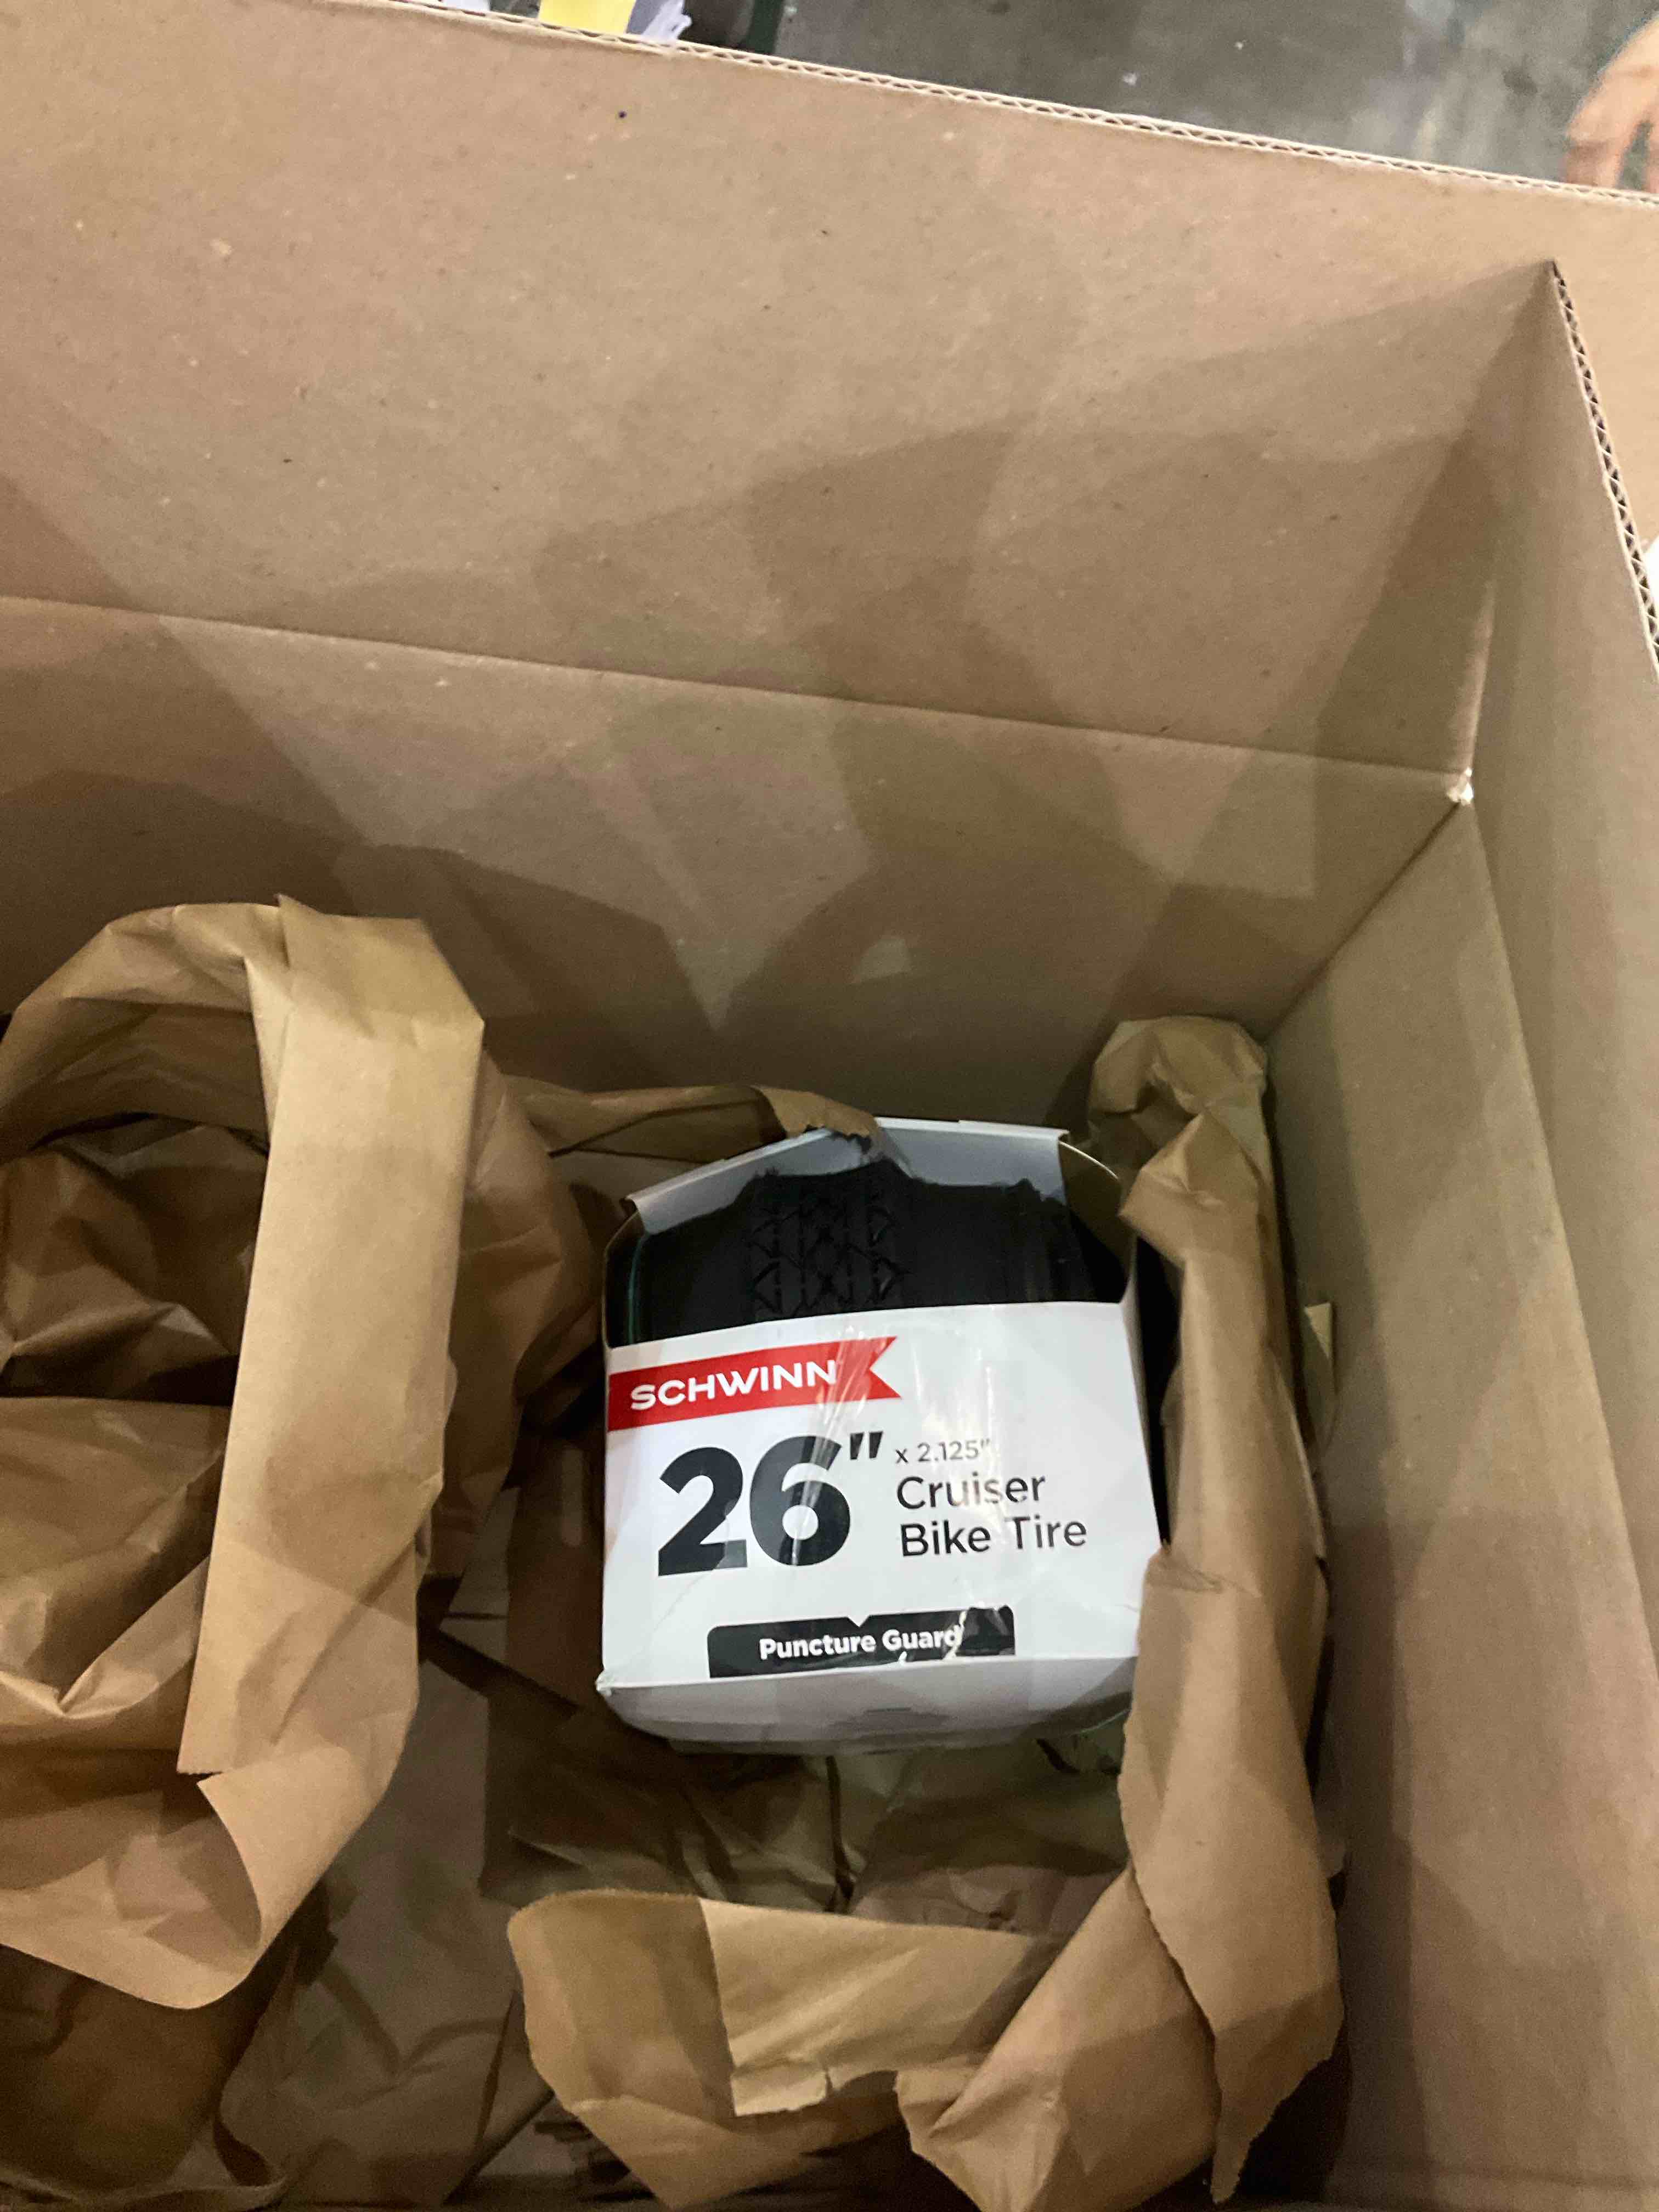 SCHWINN
26" x 2.125"
Cruiser
Bike Tire
Puncture Guard